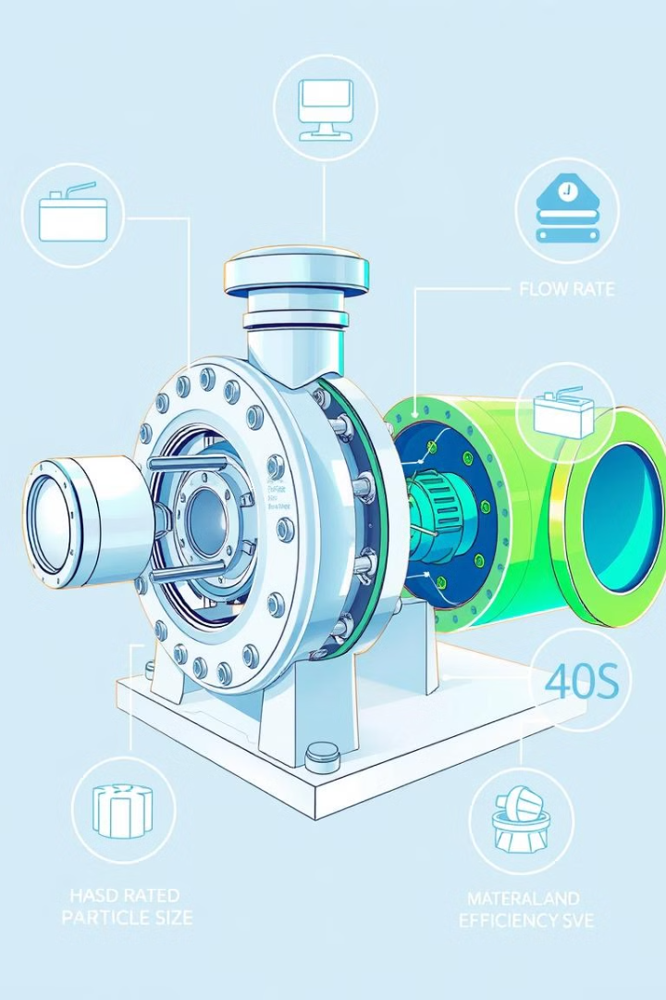 FLOW RATE
40S
HASD RATED
PARTICLE SIZE
MATERALAND
EFFICIENCY SVE